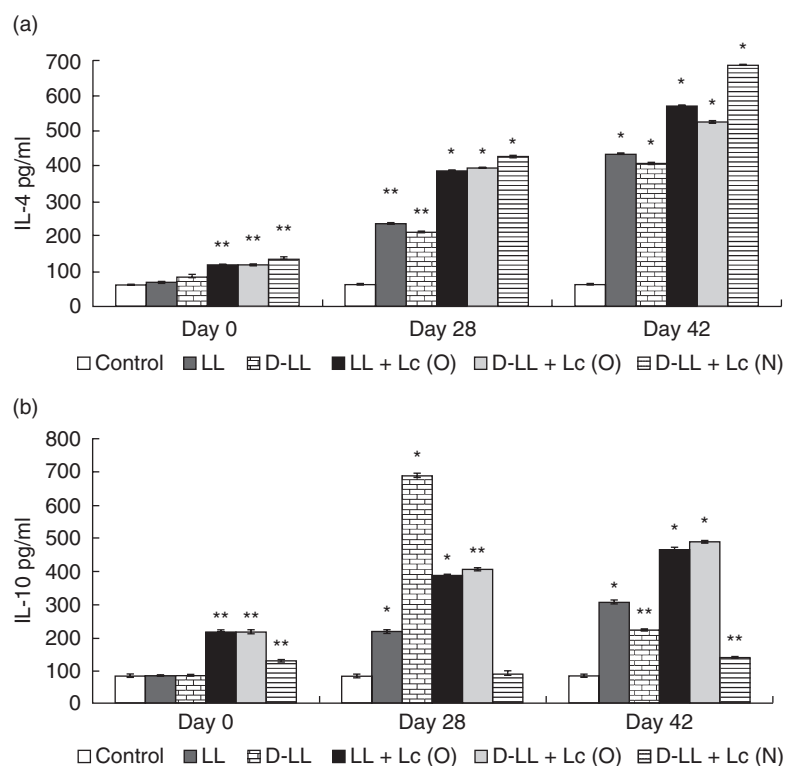 (a)
700
600
500
400
300
200
100
0
IL-4 pg/ml
** ** **
** ** * * *
* * * * *
Day 0 Day 28 Day 42
Control LL D-LL LL + Lc (O) D-LL + Lc (O) D-LL + Lc (N)
(b)
800
700
600
500
400
300
200
100
0
IL-10 pg/ml
** ** **
* * * **
* ** * * **
Day 0 Day 28 Day 42
Control LL D-LL LL + Lc (O) D-LL + Lc (O) D-LL + Lc (N)